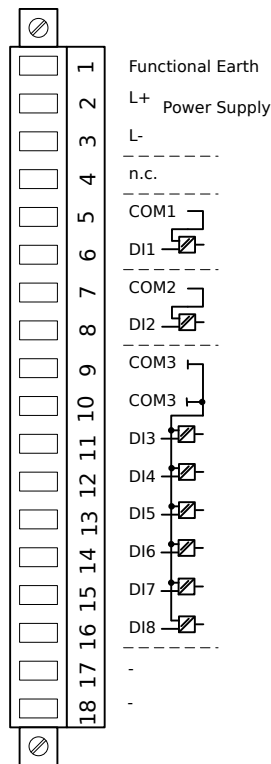 1 Functional Earth
2 L+ Power Supply
3 L-
4 n.c.
5 COM1
6 DI1
7 COM2
8 DI2
9 COM3
10 COM3
11 DI3
12 DI4
13 DI5
14 DI6
15 DI7
16 DI8
17 -
18 -